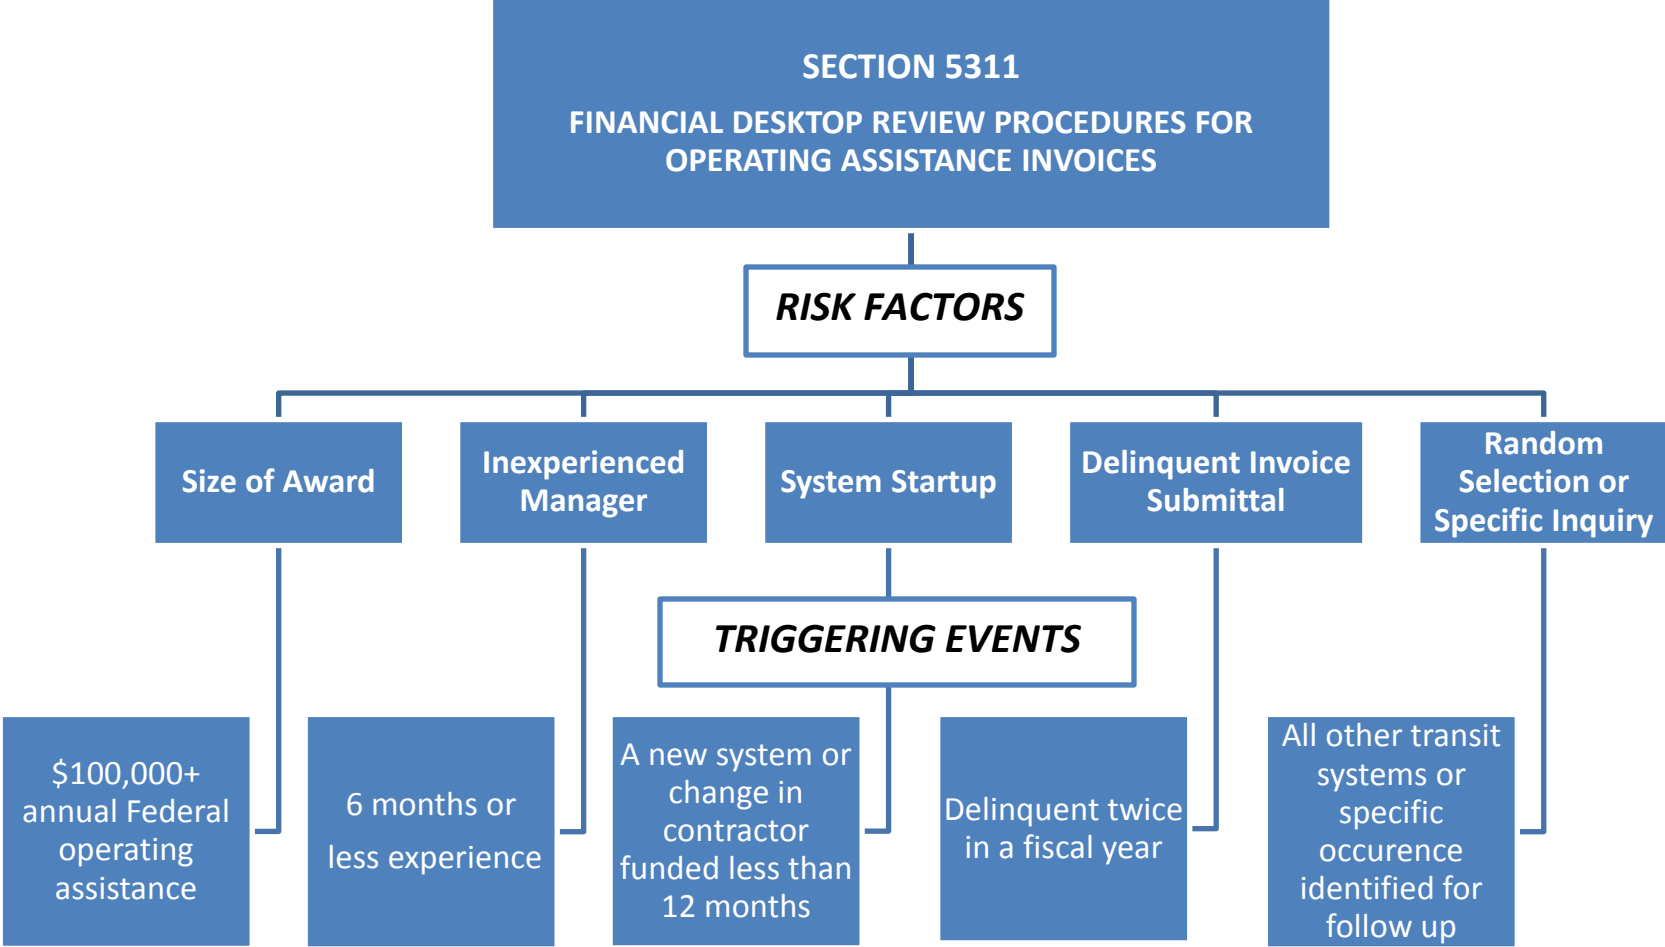 SECTION 5311
FINANCIAL DESKTOP REVIEW PROCEDURES FOR
OPERATING ASSISTANCE INVOICES
RISK FACTORS
Size of Award
Inexperienced
Manager
System Startup
Delinquent Invoice
Submittal
Random
Selection or
Specific Inquiry
TRIGGERING EVENTS
$100,000+
annual Federal
operating
assistance
6 months or
less experience
A new system or
change in
contractor
funded less than
12 months
Delinquent twice
in a fiscal year
All other transit
systems or
specific
occurence
identified for
follow up